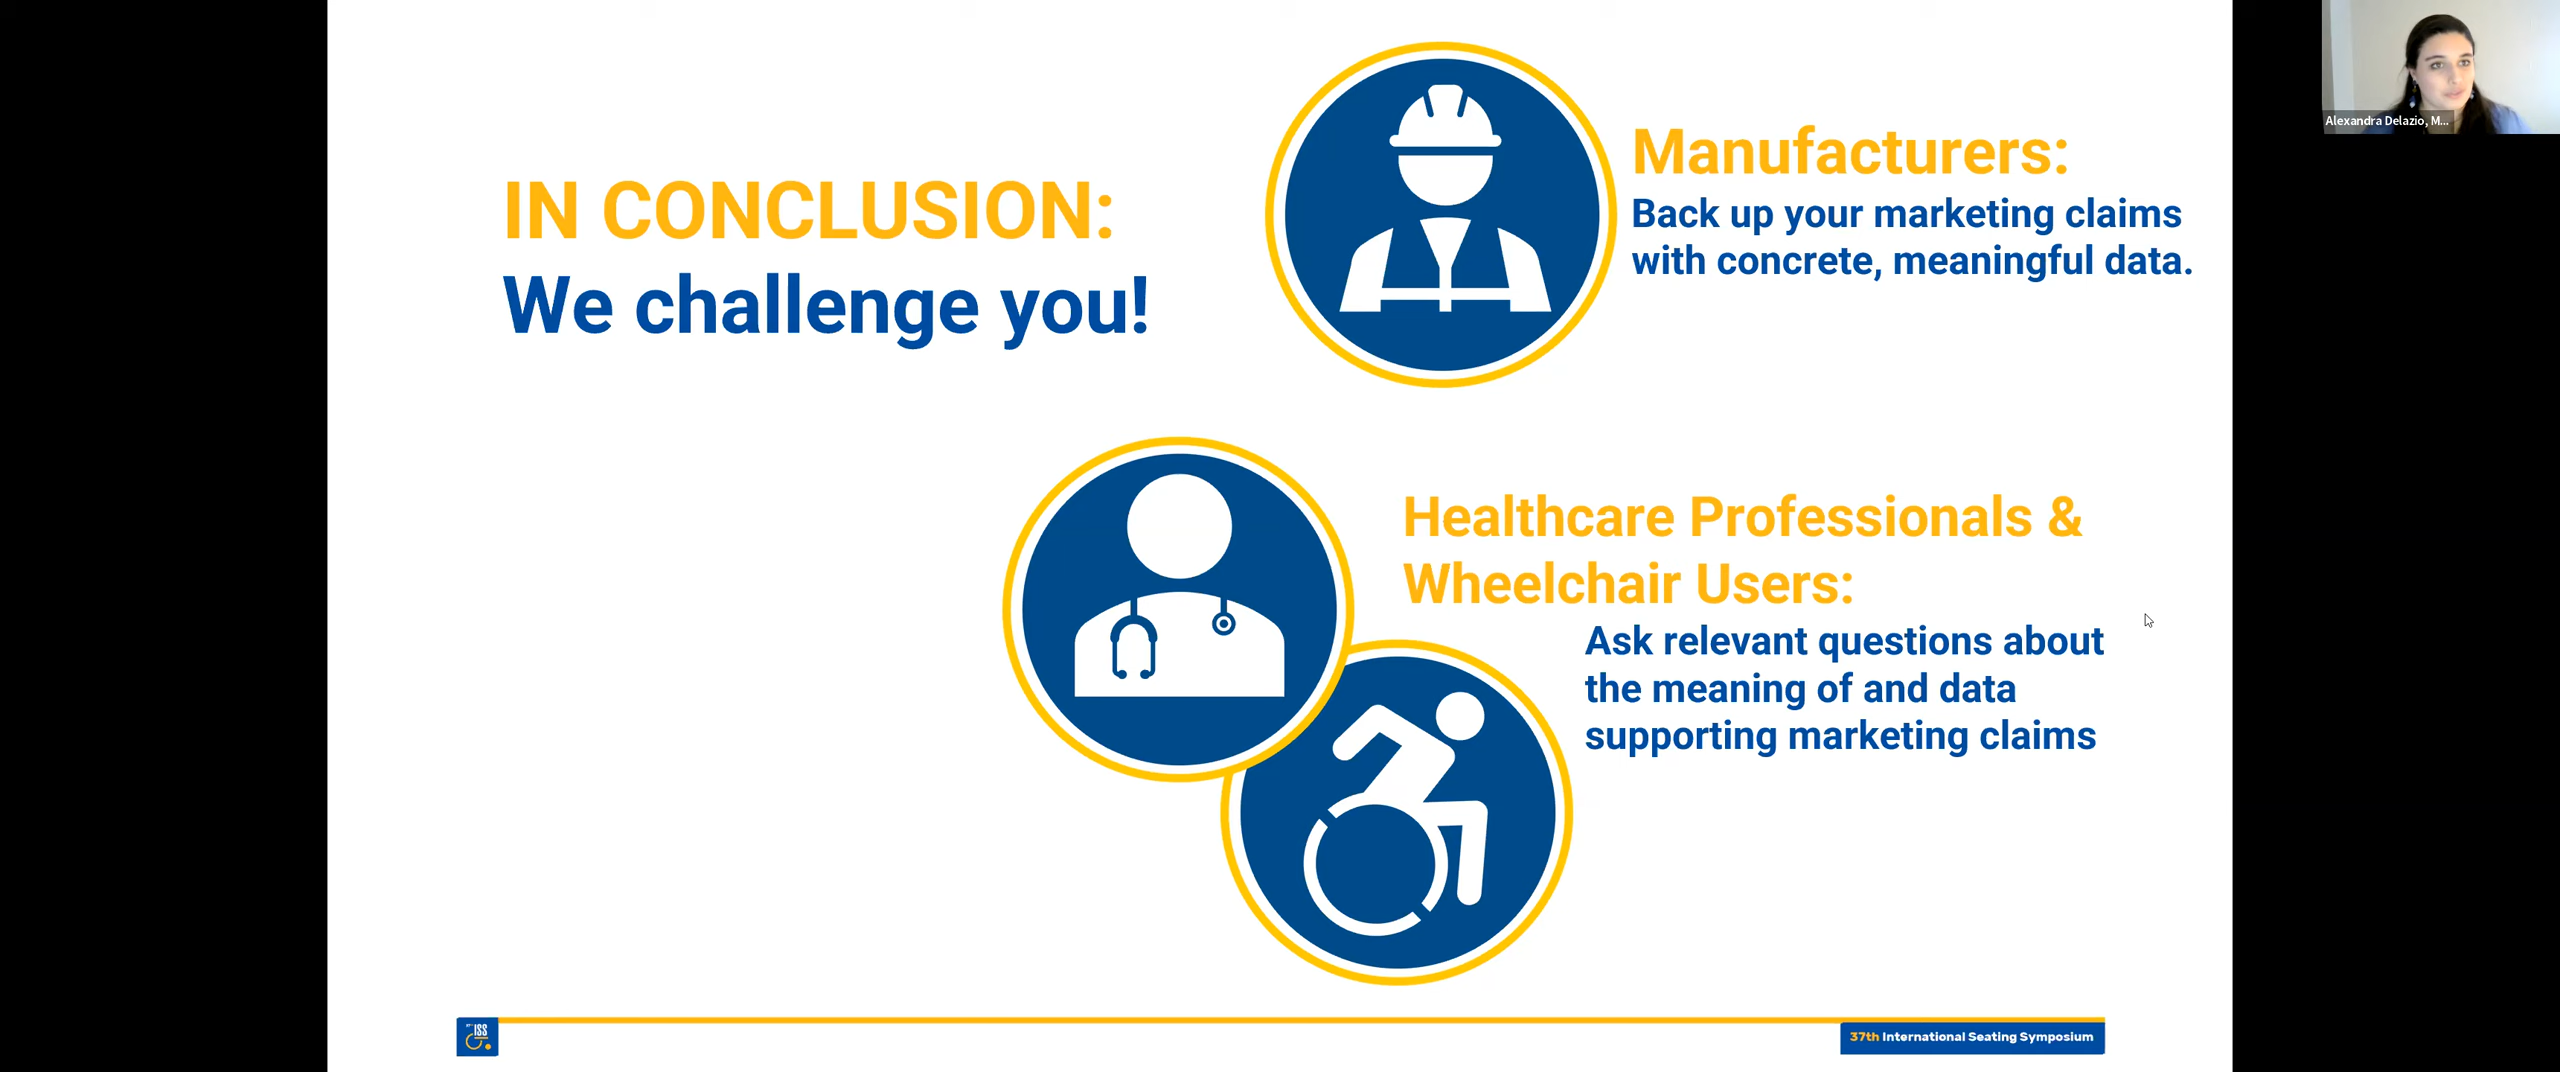 Alexandra Delazio, M...
IN CONCLUSION:
We challenge you!
Manufacturers:
Back up your marketing claims
with concrete, meaningful data.
Healthcare Professionals &
Wheelchair Users:
Ask relevant questions about
the meaning of and data
supporting marketing claims
ISS
37th International Seating Symposium